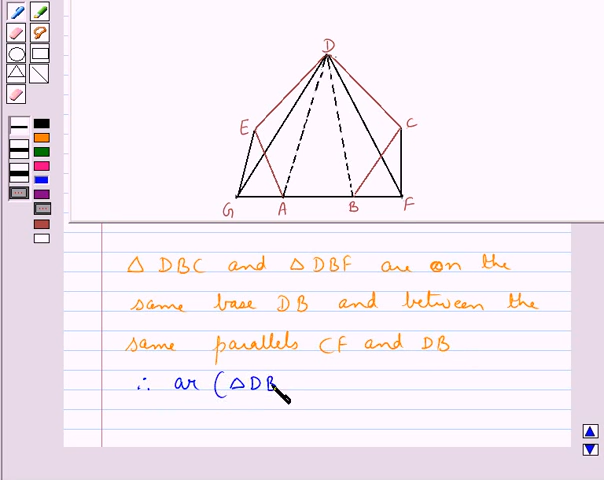 D
E
C
G A B F
△ DBC and △ DBF are on the
same base DB and between the
same parallels CF and DB
∴ ar (△DB